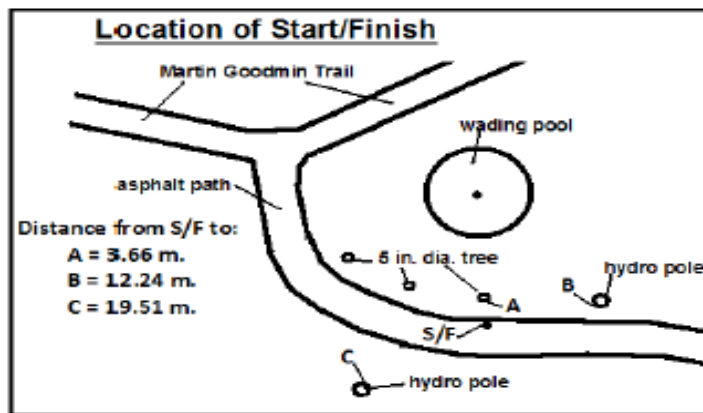 Location of Start/Finish
Martin Goodmin Trail
wading pool
asphalt path
Distance from S/F to:
A = 3.66 m.
B = 12.24 m.
C = 19.51 m.
5 in. dia. tree
hydro pole
B
A
S/F
C
hydro pole